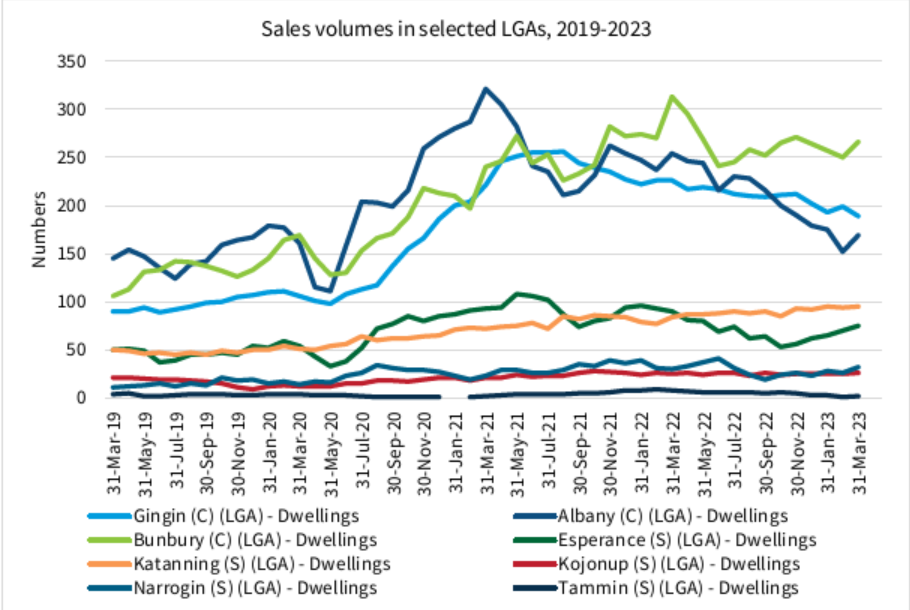 Sales volumes in selected LGAs, 2019-2023
350
300
250
200
150
100
50
0
Numbers
31-Mar-19
31-May-19
31-Jul-19
30-Sep-19
30-Nov-19
31-Jan-20
31-Mar-20
31-May-20
31-Jul-20
30-Sep-20
30-Nov-20
31-Jan-21
31-Mar-21
31-May-21
31-Jul-21
30-Sep-21
30-Nov-21
31-Jan-22
31-Mar-22
31-May-22
31-Jul-22
30-Sep-22
30-Nov-22
31-Jan-23
31-Mar-23
Gingin (C) (LGA) - Dwellings
Albany (C) (LGA) - Dwellings
Bunbury (C) (LGA) - Dwellings
Esperance (S) (LGA) - Dwellings
Katanning (S) (LGA) - Dwellings
Kojonup (S) (LGA) - Dwellings
Narrogin (S) (LGA) - Dwellings
Tammin (S) (LGA) - Dwellings